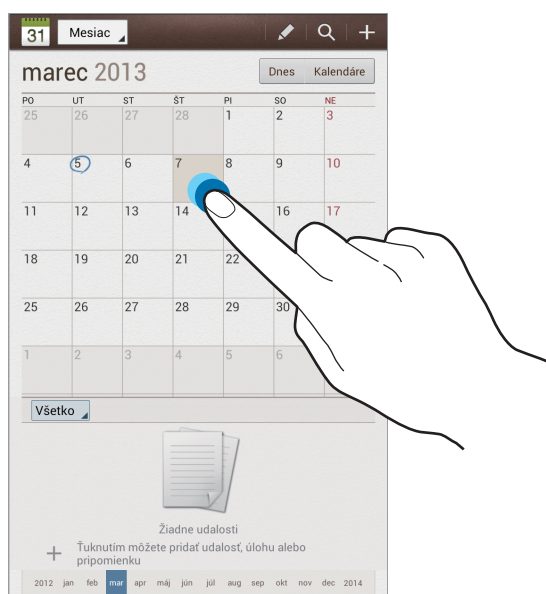 31 Mesiac
marec 2013 Dnes Kalendáre
PO UT ST ŠT PI SO NE
25 26 27 28 1 2 3
4 5 6 7 8 9 10
11 12 13 14 16 17
18 19 20 21 22
25 26 27 28 29 30
1 2 3 4 5 6
Všetko
Žiadne udalosti
Ťuknutím môžete pridať udalosť, úlohu alebo
pripomienku
2012 jan feb mar apr máj jún júl aug sep okt nov dec 2014